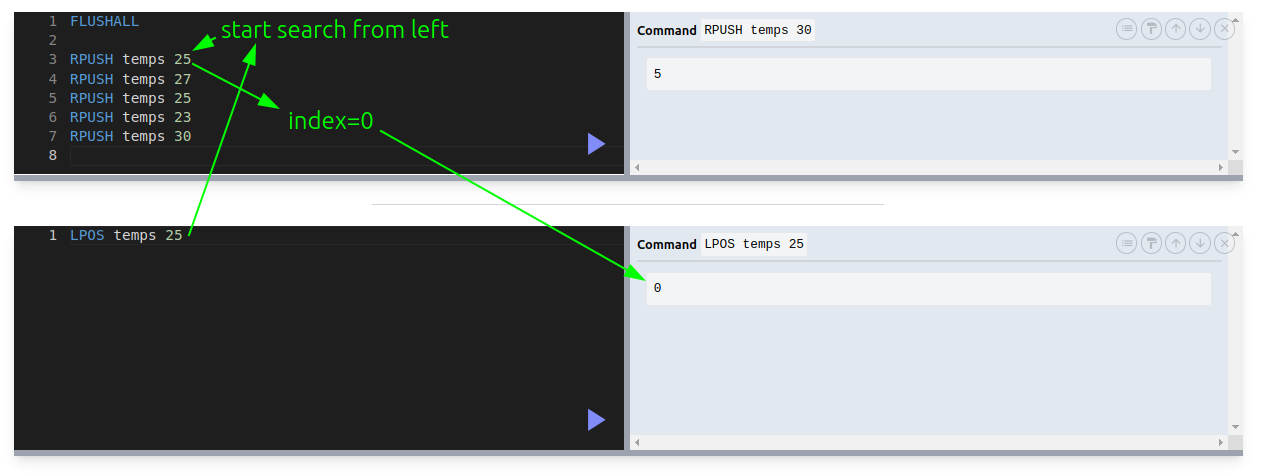 1 FLUSHALL
start search from left
2
3 RPUSH temps 25
4 RPUSH temps 27
5 RPUSH temps 25
6 RPUSH temps 23
7 RPUSH temps 30
8
index=0
Command RPUSH temps 30
5
1 LPOS temps 25
Command LPOS temps 25
0